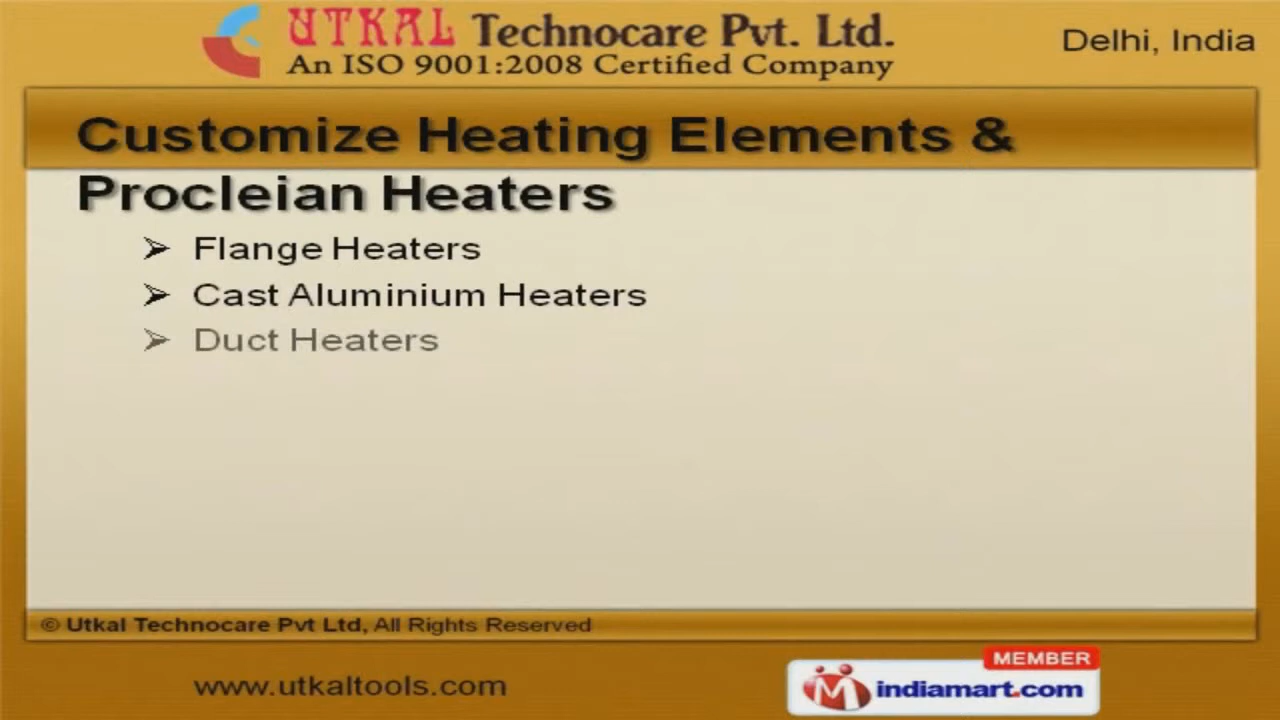 UTKAL Technocare Pvt. Ltd.
An ISO 9001:2008 Certified Company
Delhi, India
Customize Heating Elements &
Procleian Heaters
➢ Flange Heaters
➢ Cast Aluminium Heaters
➢ Duct Heaters
© Utkal Technocare Pvt Ltd, All Rights Reserved
www.utkaltools.com
MEMBER
indiamart.com